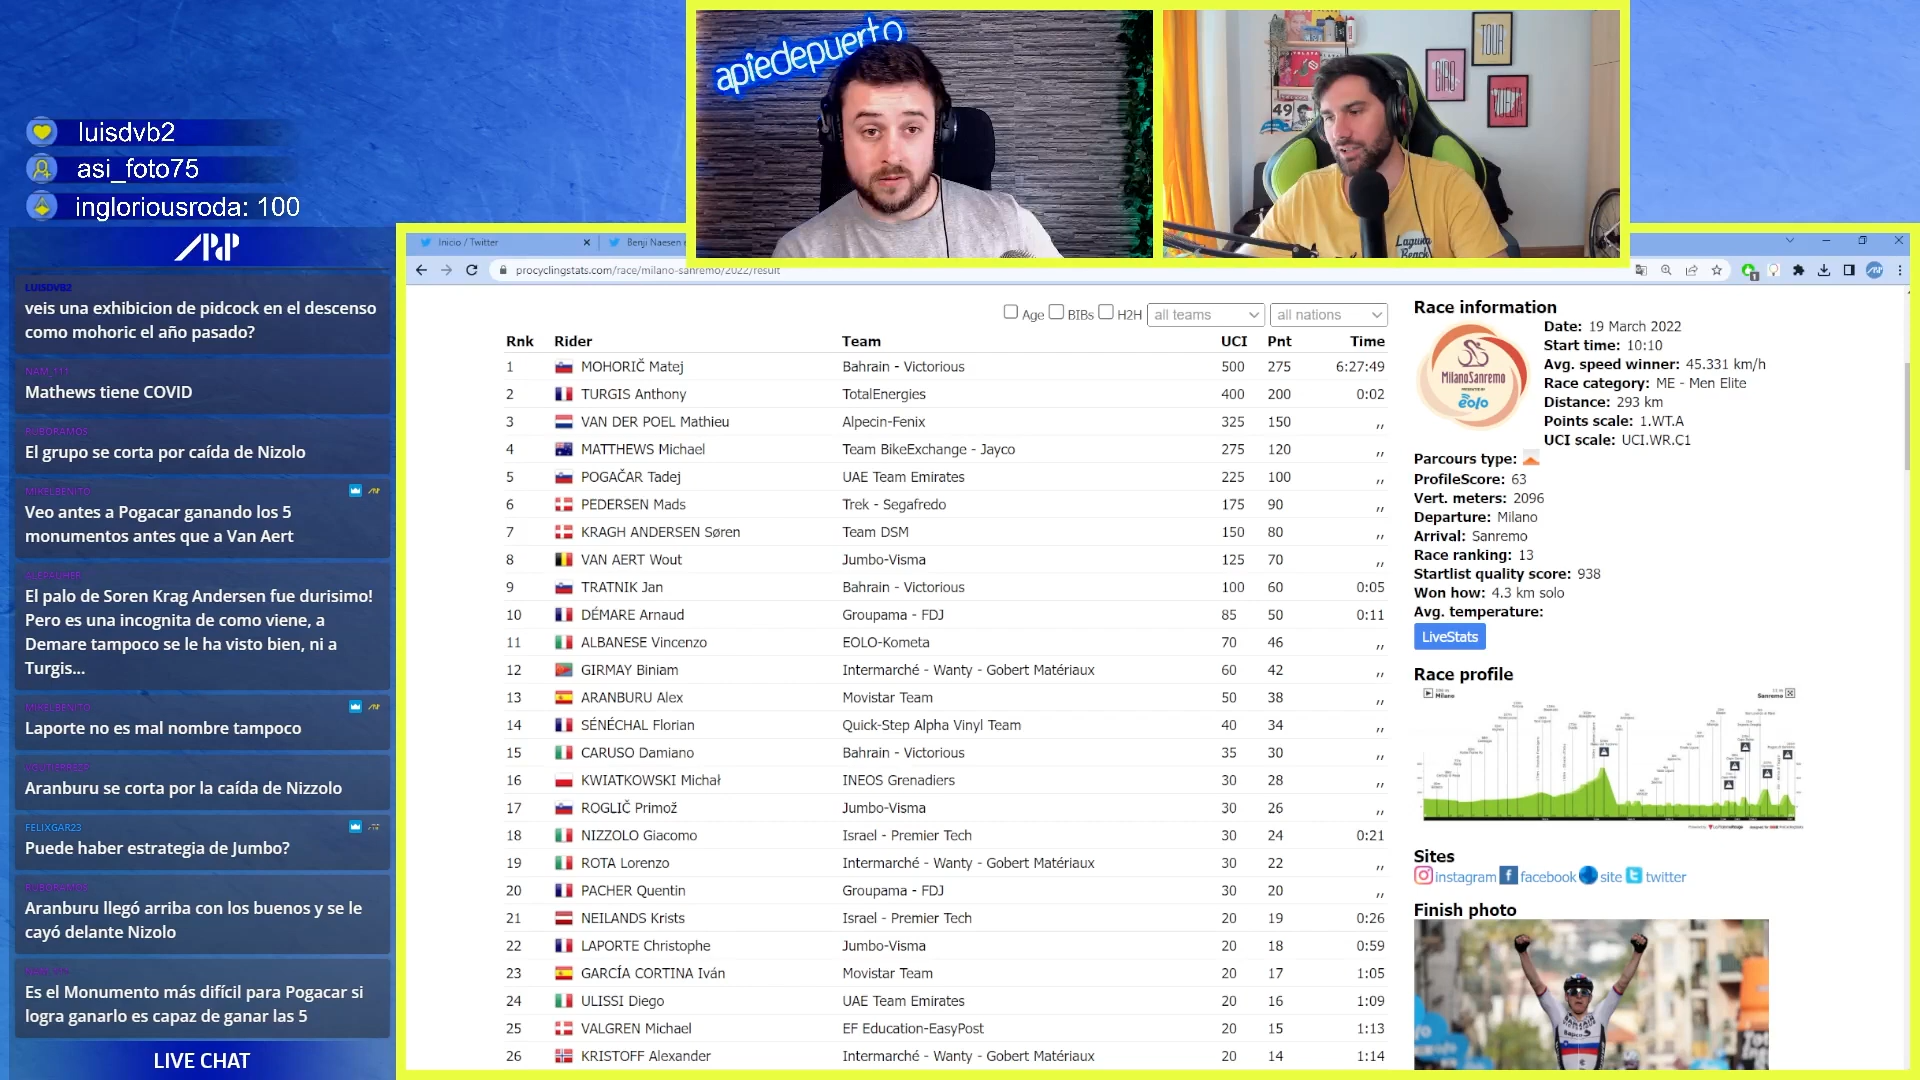 luisdvb2
asi_foto75
ingloriousroda: 100
LUISDVB2
veis una exhibicion de pidcock en el descenso
como mohoric el año pasado?
NAM_111
Mathews tiene COVID
RUBORAMOS
El grupo se corta por caída de Nizolo
MIKELBENITO
Veo antes a Pogacar ganando los 5
monumentos antes que a Van Aert
El palo de Soren Krag Andersen fue durisimo!
Pero es una incognita de como viene, a
Demare tampoco se le ha visto bien, ni a
Turgis...
MIKELBENITO
Laporte no es mal nombre tampoco
Aranburu se corta por la caída de Nizzolo
FELIXGAR23
Puede haber estrategia de Jumbo?
RUBORAMOS
Aranburu llegó arriba con los buenos y se le
cayó delante Nizolo
Es el Monumento más difícil para Pogacar si
logra ganarlo es capaz de ganar las 5
LIVE CHAT
apiedepuerto
TOUR
GIRO
VUELTA
49
Laguna
Beach
Inicio / Twitter
Benji Naesen
procyclingstats.com/race/milano-sanremo/2022/result
Age BIBs H2H all teams all nations
Rnk Rider Team UCI Pnt Time
1 MOHORIČ Matej Bahrain - Victorious 500 275 6:27:49
2 TURGIS Anthony TotalEnergies 400 200 0:02
3 VAN DER POEL Mathieu Alpecin-Fenix 325 150 ,,
4 MATTHEWS Michael Team BikeExchange - Jayco 275 120 ,,
5 POGAČAR Tadej UAE Team Emirates 225 100 ,,
6 PEDERSEN Mads Trek - Segafredo 175 90 ,,
7 KRAGH ANDERSEN Søren Team DSM 150 80 ,,
8 VAN AERT Wout Jumbo-Visma 125 70 ,,
9 TRATNIK Jan Bahrain - Victorious 100 60 0:05
10 DÉMARE Arnaud Groupama - FDJ 85 50 0:11
11 ALBANESE Vincenzo EOLO-Kometa 70 46 ,,
12 GIRMAY Biniam Intermarché - Wanty - Gobert Matériaux 60 42 ,,
13 ARANBURU Alex Movistar Team 50 38 ,,
14 SÉNÉCHAL Florian Quick-Step Alpha Vinyl Team 40 34 ,,
15 CARUSO Damiano Bahrain - Victorious 35 30 ,,
16 KWIATKOWSKI Michał INEOS Grenadiers 30 28 ,,
17 ROGLIČ Primož Jumbo-Visma 30 26 ,,
18 NIZZOLO Giacomo Israel - Premier Tech 30 24 0:21
19 ROTA Lorenzo Intermarché - Wanty - Gobert Matériaux 30 22 ,,
20 PACHER Quentin Groupama - FDJ 30 20 ,,
21 NEILANDS Krists Israel - Premier Tech 20 19 0:26
22 LAPORTE Christophe Jumbo-Visma 20 18 0:59
23 GARCÍA CORTINA Iván Movistar Team 20 17 1:05
24 ULISSI Diego UAE Team Emirates 20 16 1:09
25 VALGREN Michael EF Education-EasyPost 20 15 1:13
26 KRISTOFF Alexander Intermarché - Wanty - Gobert Matériaux 20 14 1:14
Race information
MilanoSanremo
eolo
Date: 19 March 2022
Start time: 10:10
Avg. speed winner: 45.331 km/h
Race category: ME - Men Elite
Distance: 293 km
Points scale: 1.WT.A
UCI scale: UCI.WR.C1
Parcours type:
ProfileScore: 63
Vert. meters: 2096
Departure: Milano
Arrival: Sanremo
Race ranking: 13
Startlist quality score: 938
Won how: 4.3 km solo
Avg. temperature:
LiveStats
Race profile
Milano
Sanremo
Sites
instagram facebook site twitter
Finish photo